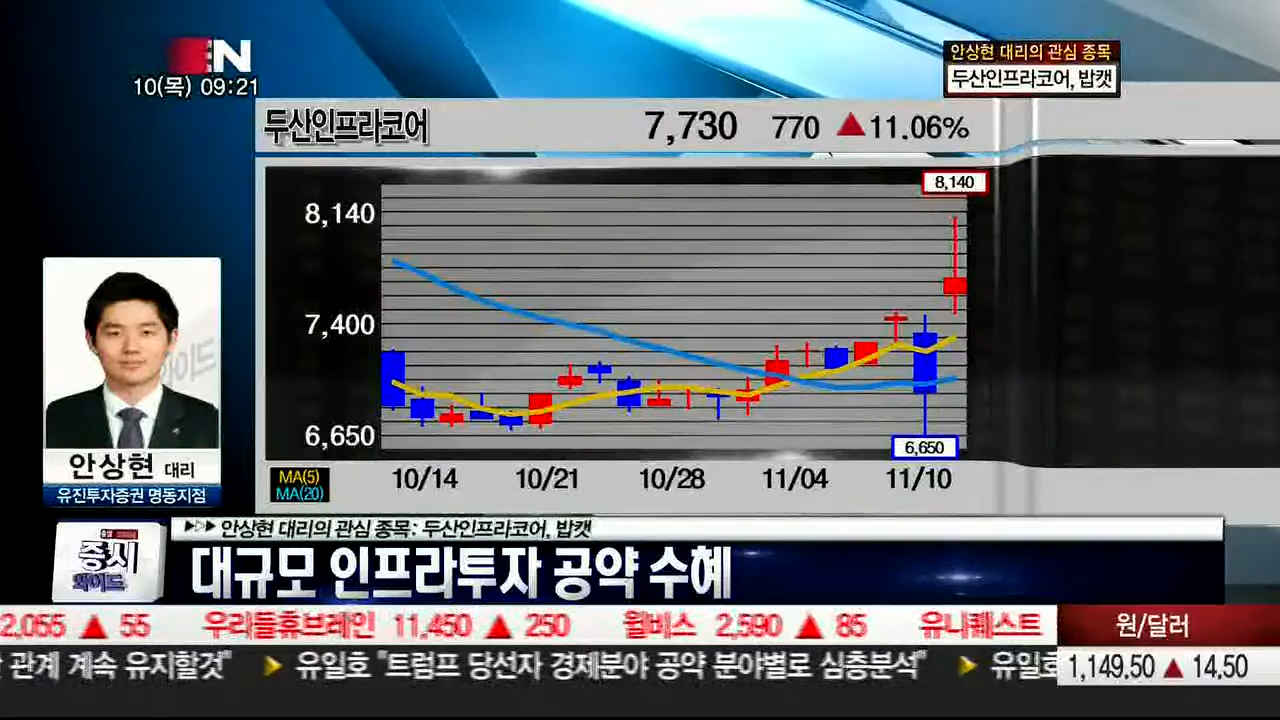 N
10(목) 09:21
안상현 대리의 관심 종목
두산인프라코어, 밥캣
두산인프라코어 7,730 770 ▲11.06%
8,140
8,140
7,400
6,650
6,650
10/14 10/21 10/28 11/04 11/10
MA(5)
MA(20)
와이드
안상현 대리
유진투자증권 명동지점
증시
와이드
▶▷▶ 안상현 대리의 관심 종목: 두산인프라코어, 밥캣
대규모 인프라투자 공약 수혜
2,055 ▲ 55 우리들휴브레인 11,450 ▲ 250 윌비스 2,590 ▲ 85 유니퀘스트
원/달러
관계 계속 유지할것" ▶ 유일호 "트럼프 당선자 경제분야 공약 분야별로 심층분석" ▶ 유일호
1,149.50 ▲ 14.50